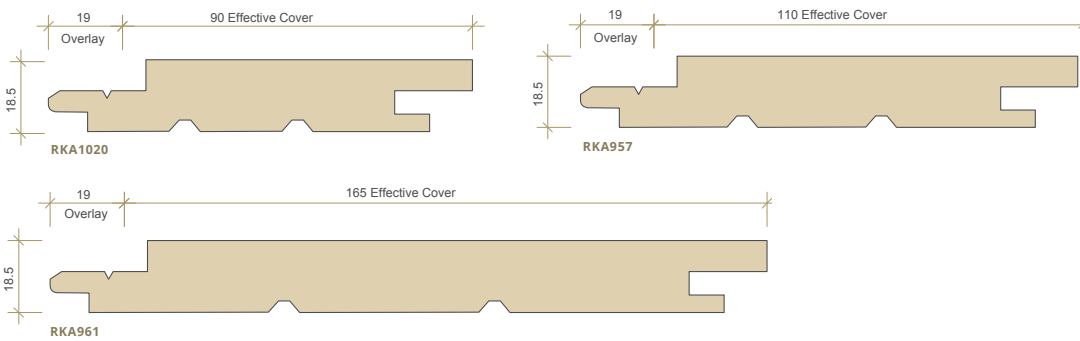 19
90 Effective Cover
Overlay
18.5
RKA1020
19
110 Effective Cover
Overlay
18.5
RKA957
19
165 Effective Cover
Overlay
18.5
RKA961